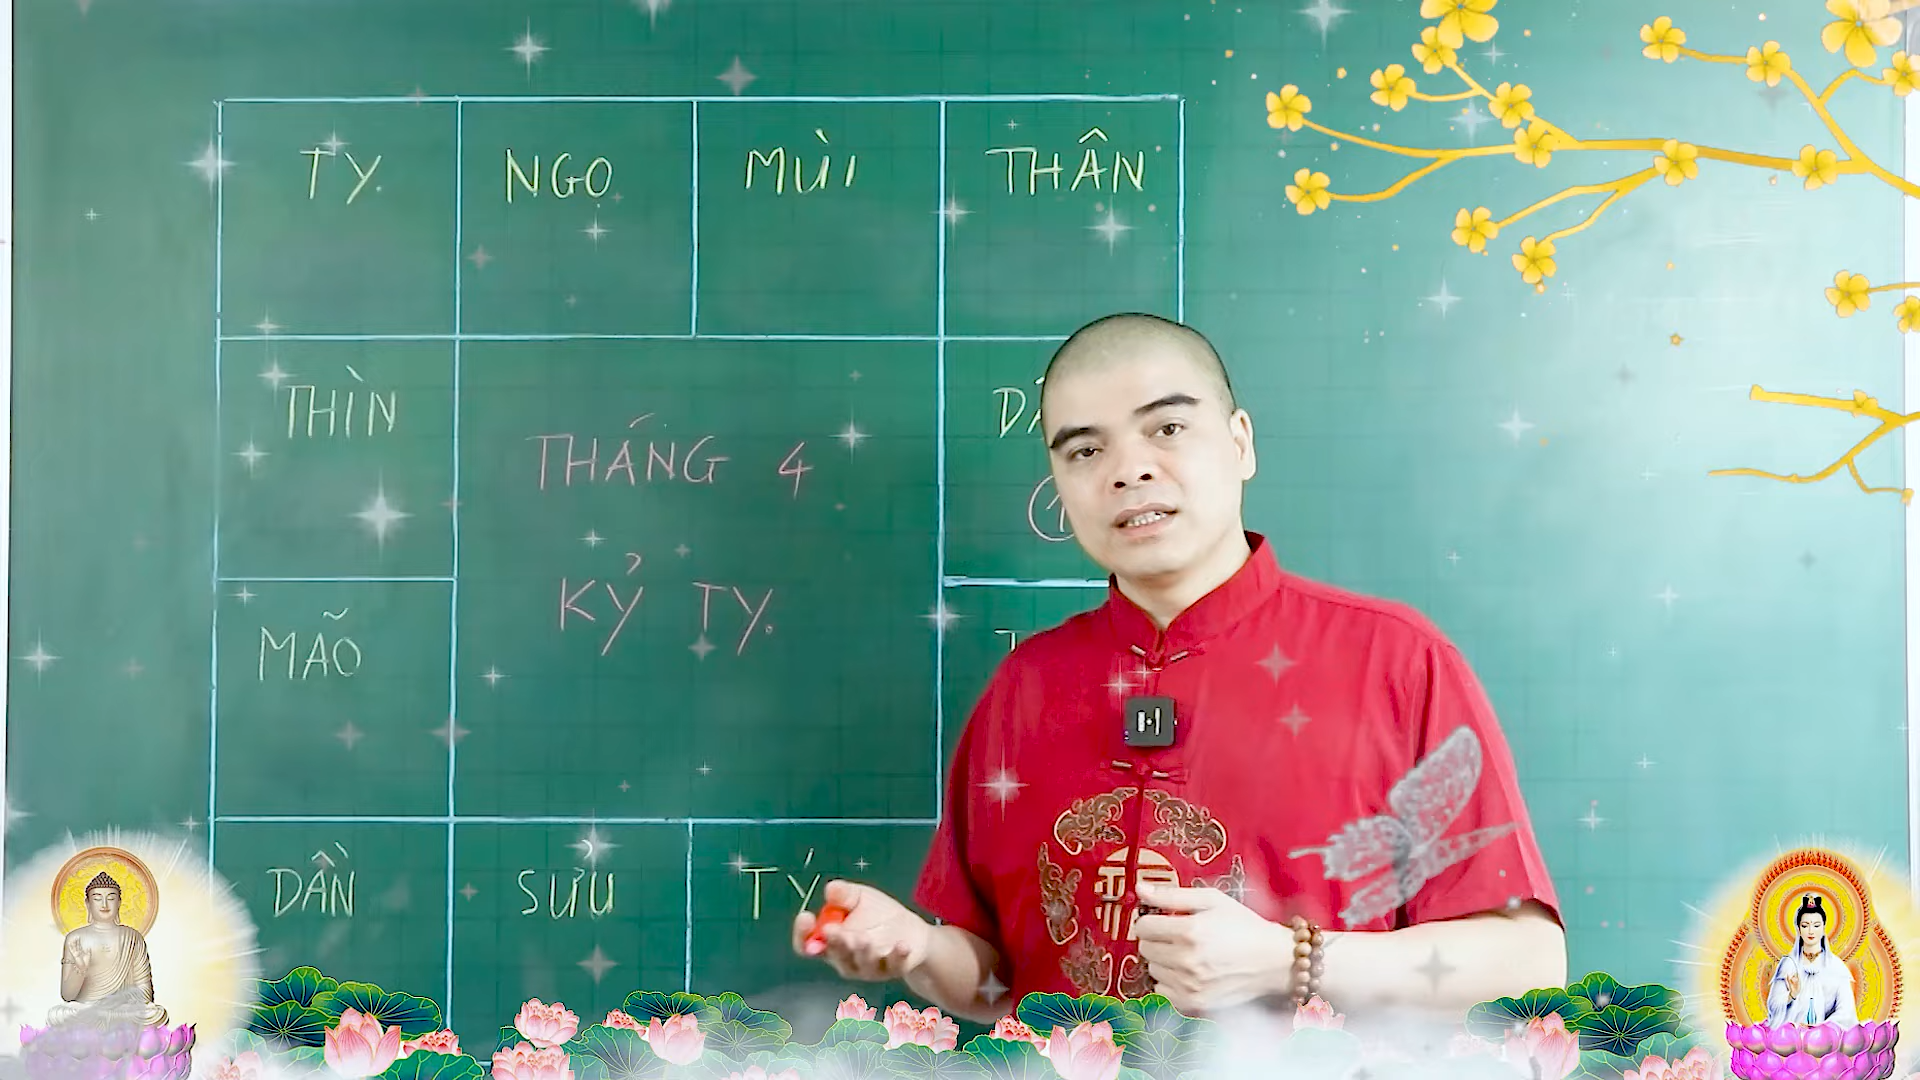 TỴ NGỌ MÙI THÂN
THÌN
THÁNG 4
KỶ TỴ
MÃO
DẦN SỬU TÝ